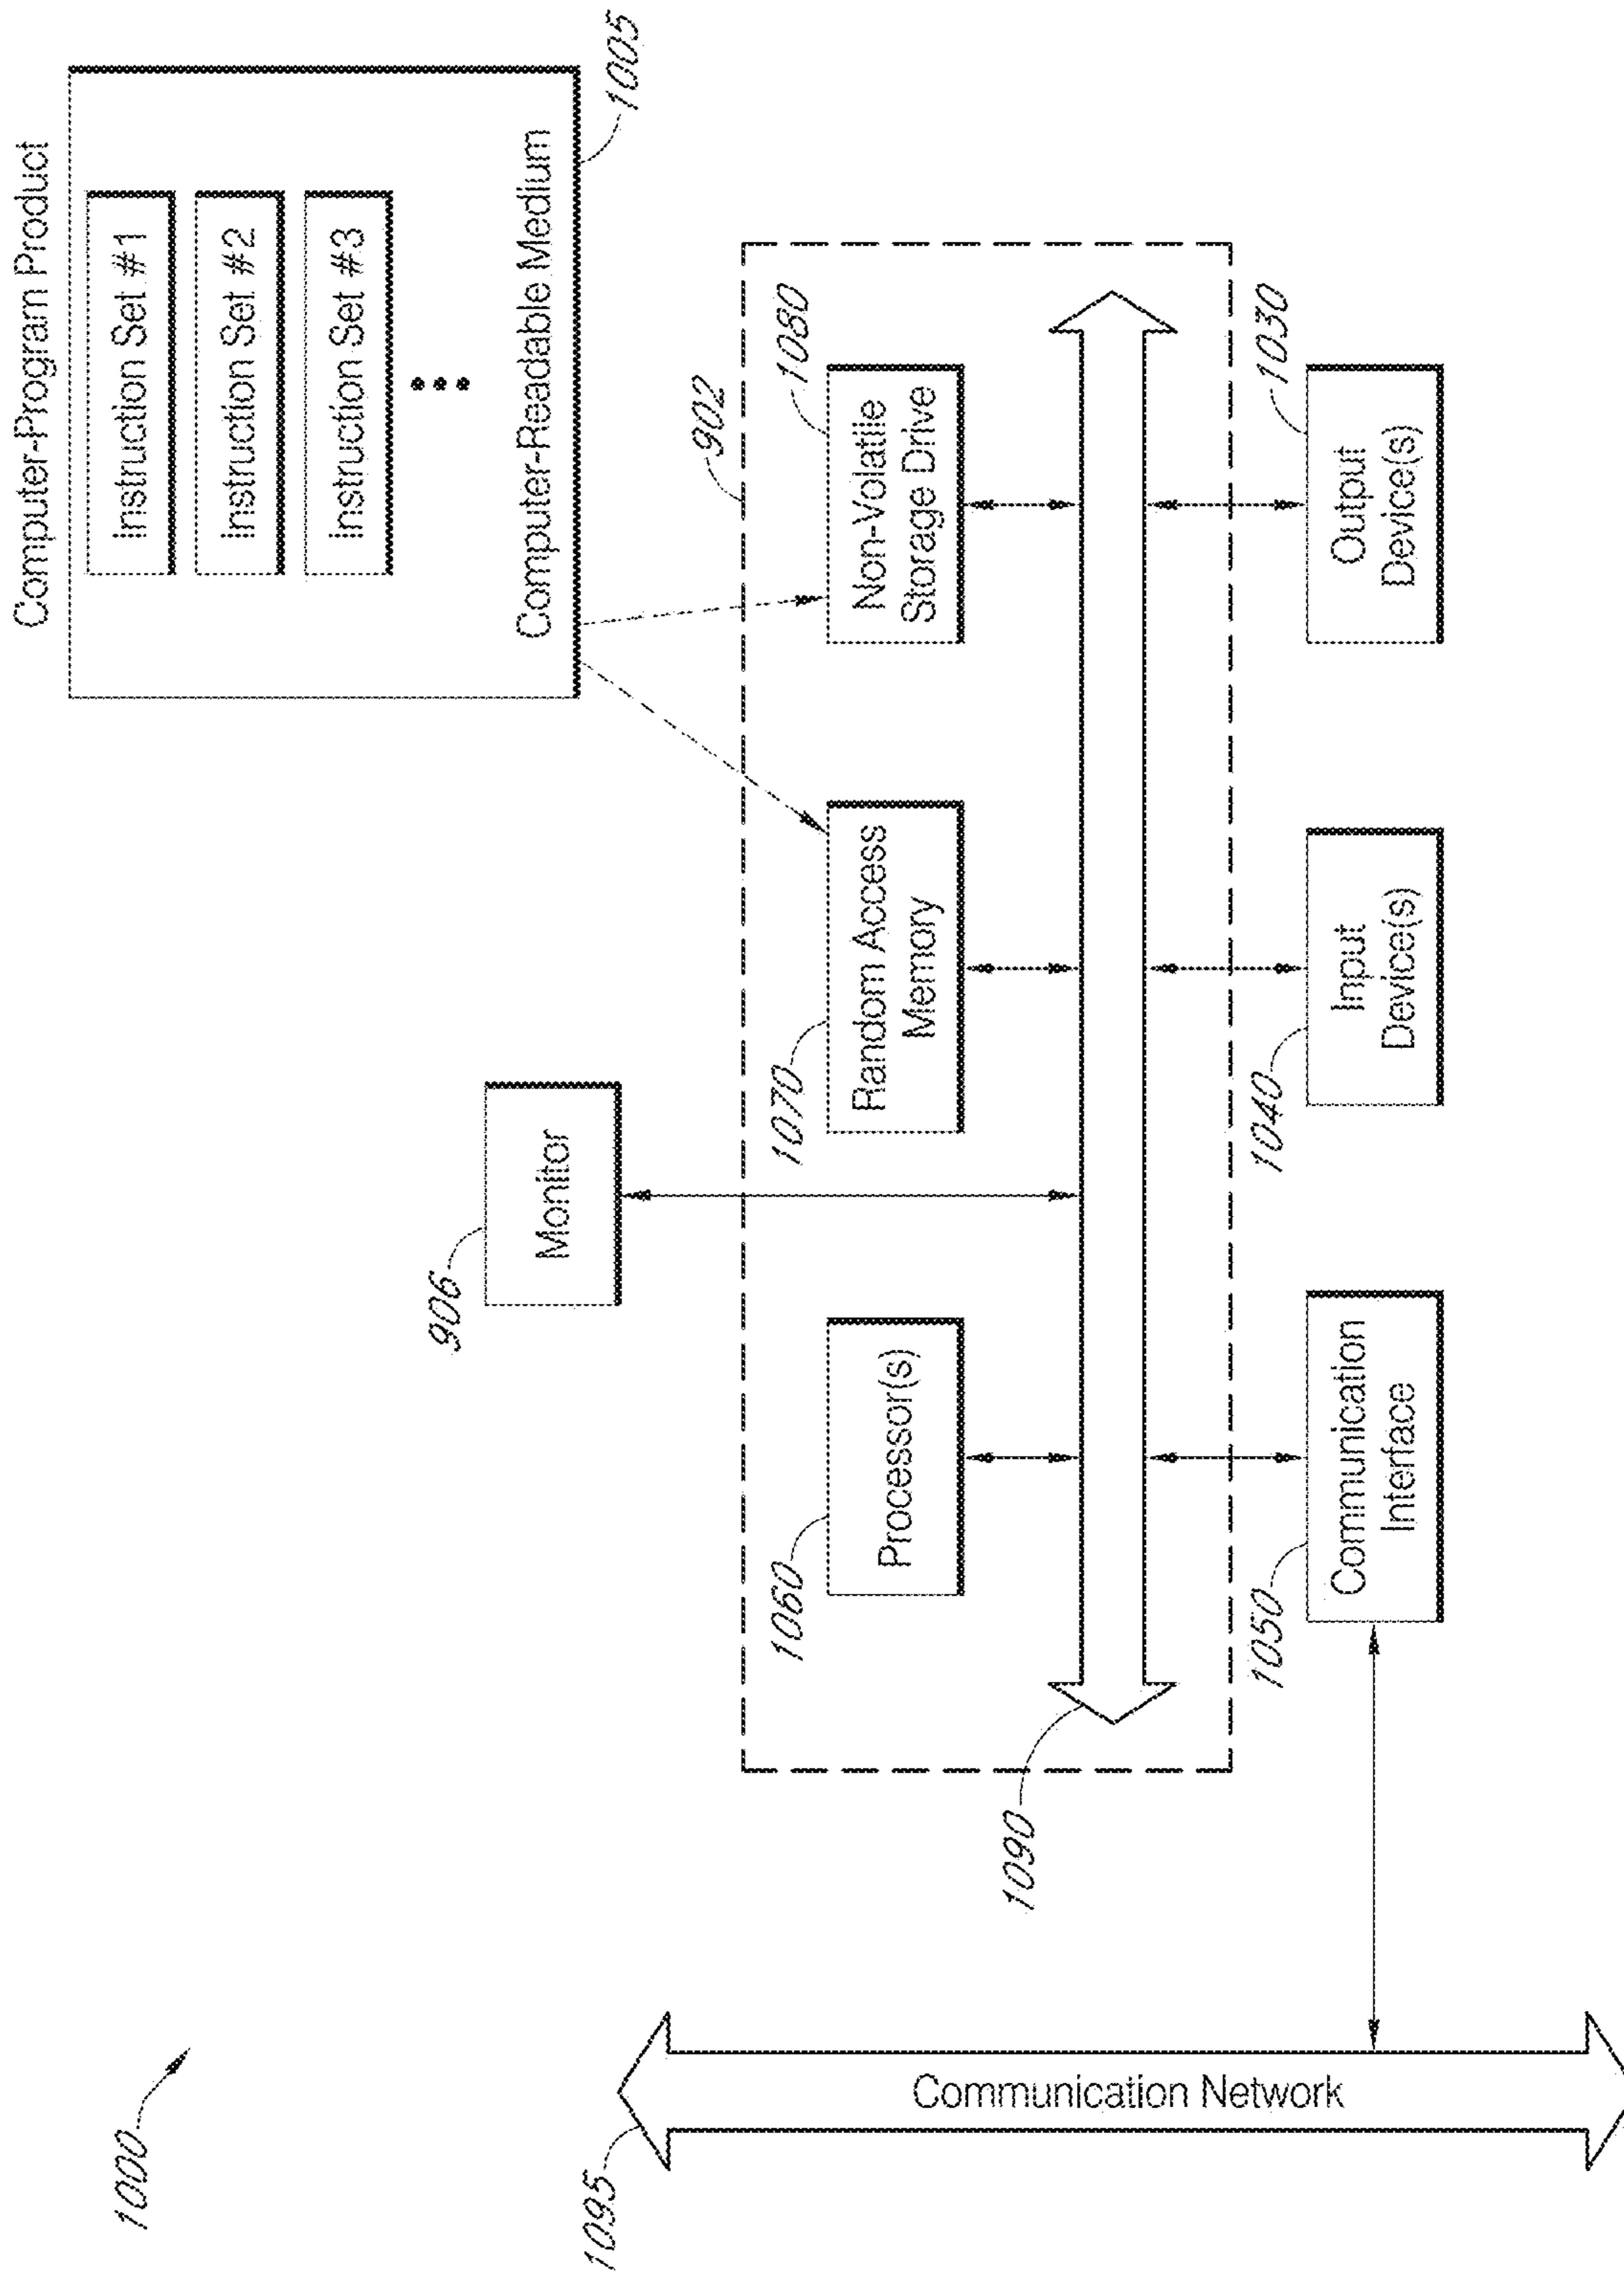 1000
Computer-Program Product
Instruction Set #1
Instruction Set #2
Instruction Set #3
Computer-Readable Medium
1005
906
Monitor
902
1060
Processor(s)
1070
Random Access
Memory
1080
Non-Volatile
Storage Drive
1090
1095
Communication Network
1050
Communication
Interface
1040
Input
Device(s)
1030
Output
Device(s)